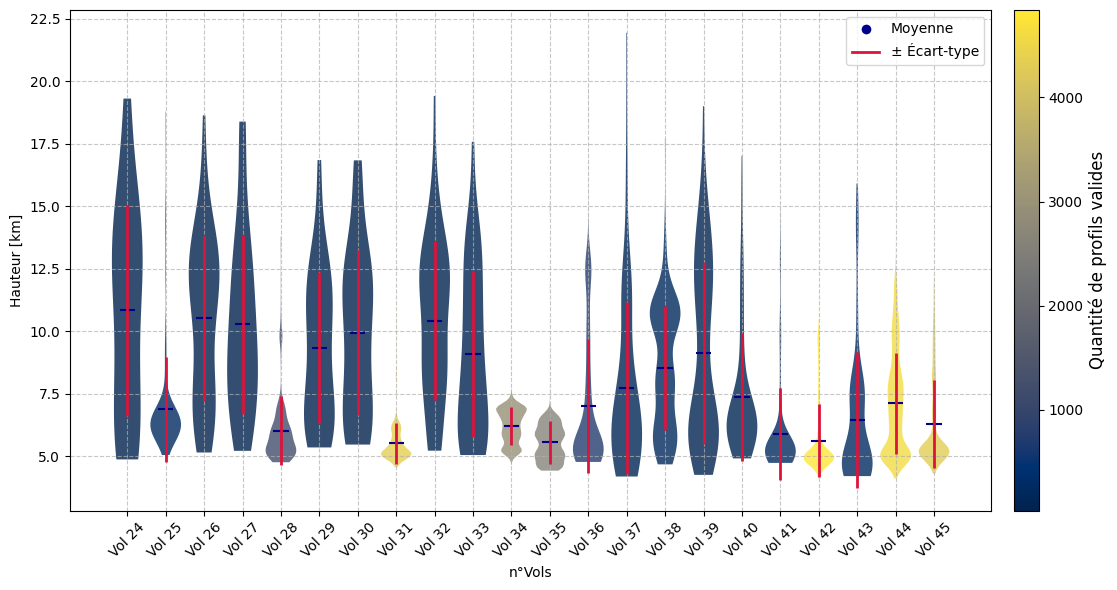 22.5
20.0
17.5
15.0
12.5
10.0
7.5
5.0
Hauteur [km]
Moyenne
± Écart-type
Vol 24
Vol 25
Vol 26
Vol 27
Vol 28
Vol 29
Vol 30
Vol 31
Vol 32
Vol 33
Vol 34
Vol 35
Vol 36
Vol 37
Vol 38
Vol 39
Vol 40
Vol 41
Vol 42
Vol 43
Vol 44
Vol 45
n°Vols
4000
3000
2000
1000
Quantité de profils valides